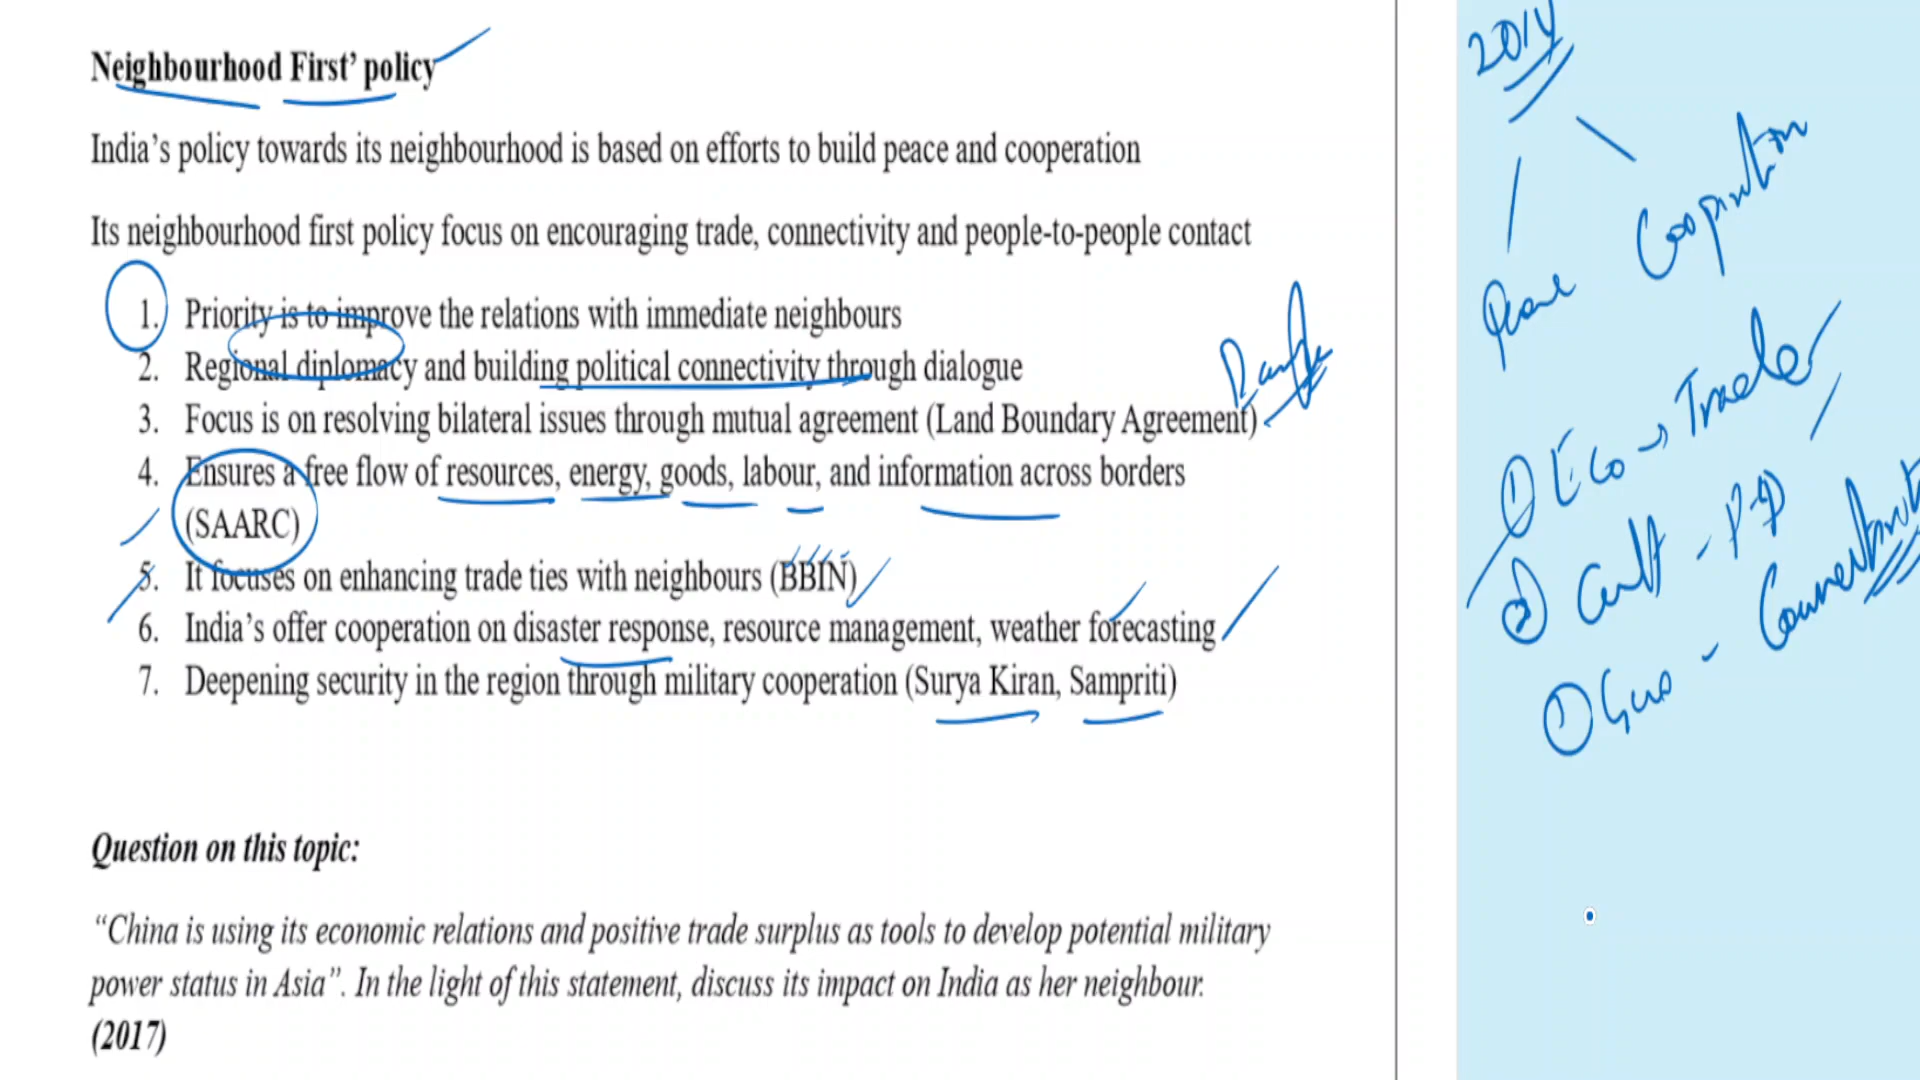 Neighbourhood First’ policy
India’s policy towards its neighbourhood is based on efforts to build peace and cooperation
Its neighbourhood first policy focus on encouraging trade, connectivity and people-to-people contact
1. Priority is to improve the relations with immediate neighbours
2. Regional diplomacy and building political connectivity through dialogue
3. Focus is on resolving bilateral issues through mutual agreement (Land Boundary Agreement)
4. Ensures a free flow of resources, energy, goods, labour, and information across borders
(SAARC)
5. It focuses on enhancing trade ties with neighbours (BBIN)
6. India’s offer cooperation on disaster response, resource management, weather forecasting
7. Deepening security in the region through military cooperation (Surya Kiran, Sampriti)
Question on this topic:
“China is using its economic relations and positive trade surplus as tools to develop potential military
power status in Asia”. In the light of this statement, discuss its impact on India as her neighbour.
(2017)
2014
Cooperation
Peace
① Eco → Trade
② Cult - P-P
①